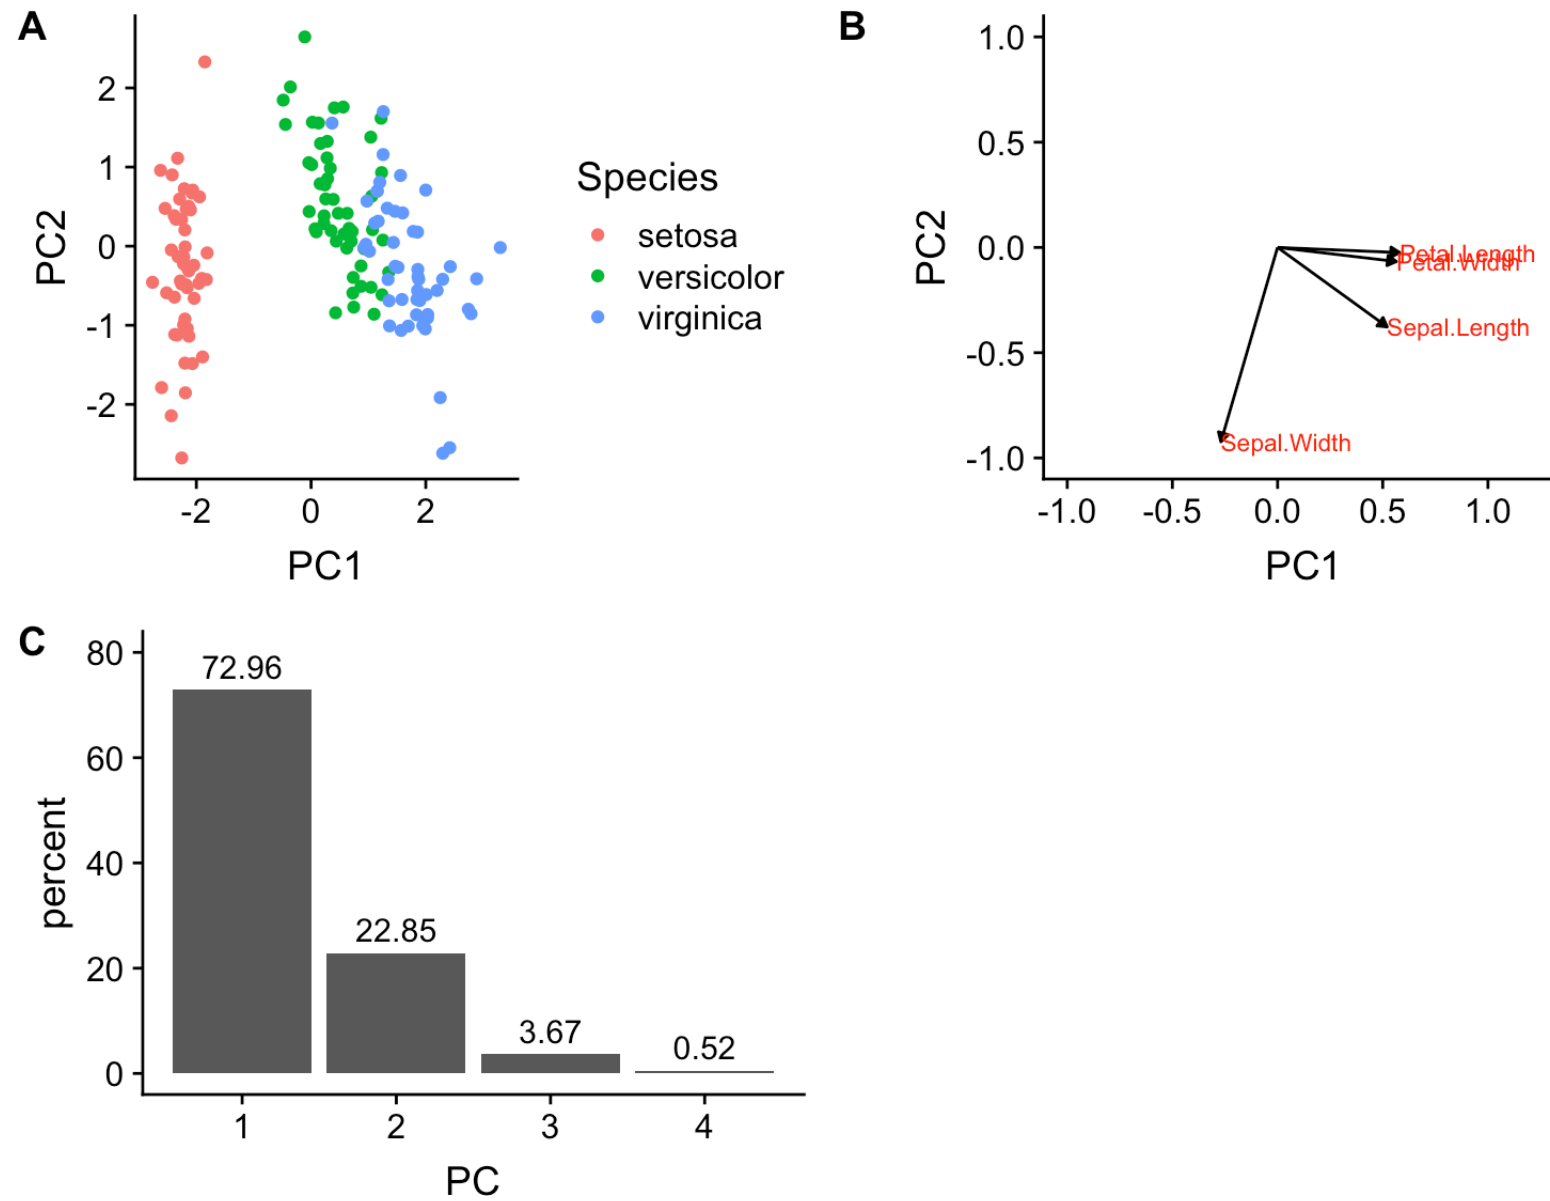 A
2
1
0
-1
-2
PC2
-2 0 2
PC1
Species
setosa
versicolor
virginica
B
1.0
0.5
0.0
-0.5
-1.0
PC2
Petal.Length
Petal.Width
Sepal.Length
Sepal.Width
-1.0 -0.5 0.0 0.5 1.0
PC1
C
80
60
40
20
0
percent
72.96
22.85
3.67
0.52
1 2 3 4
PC